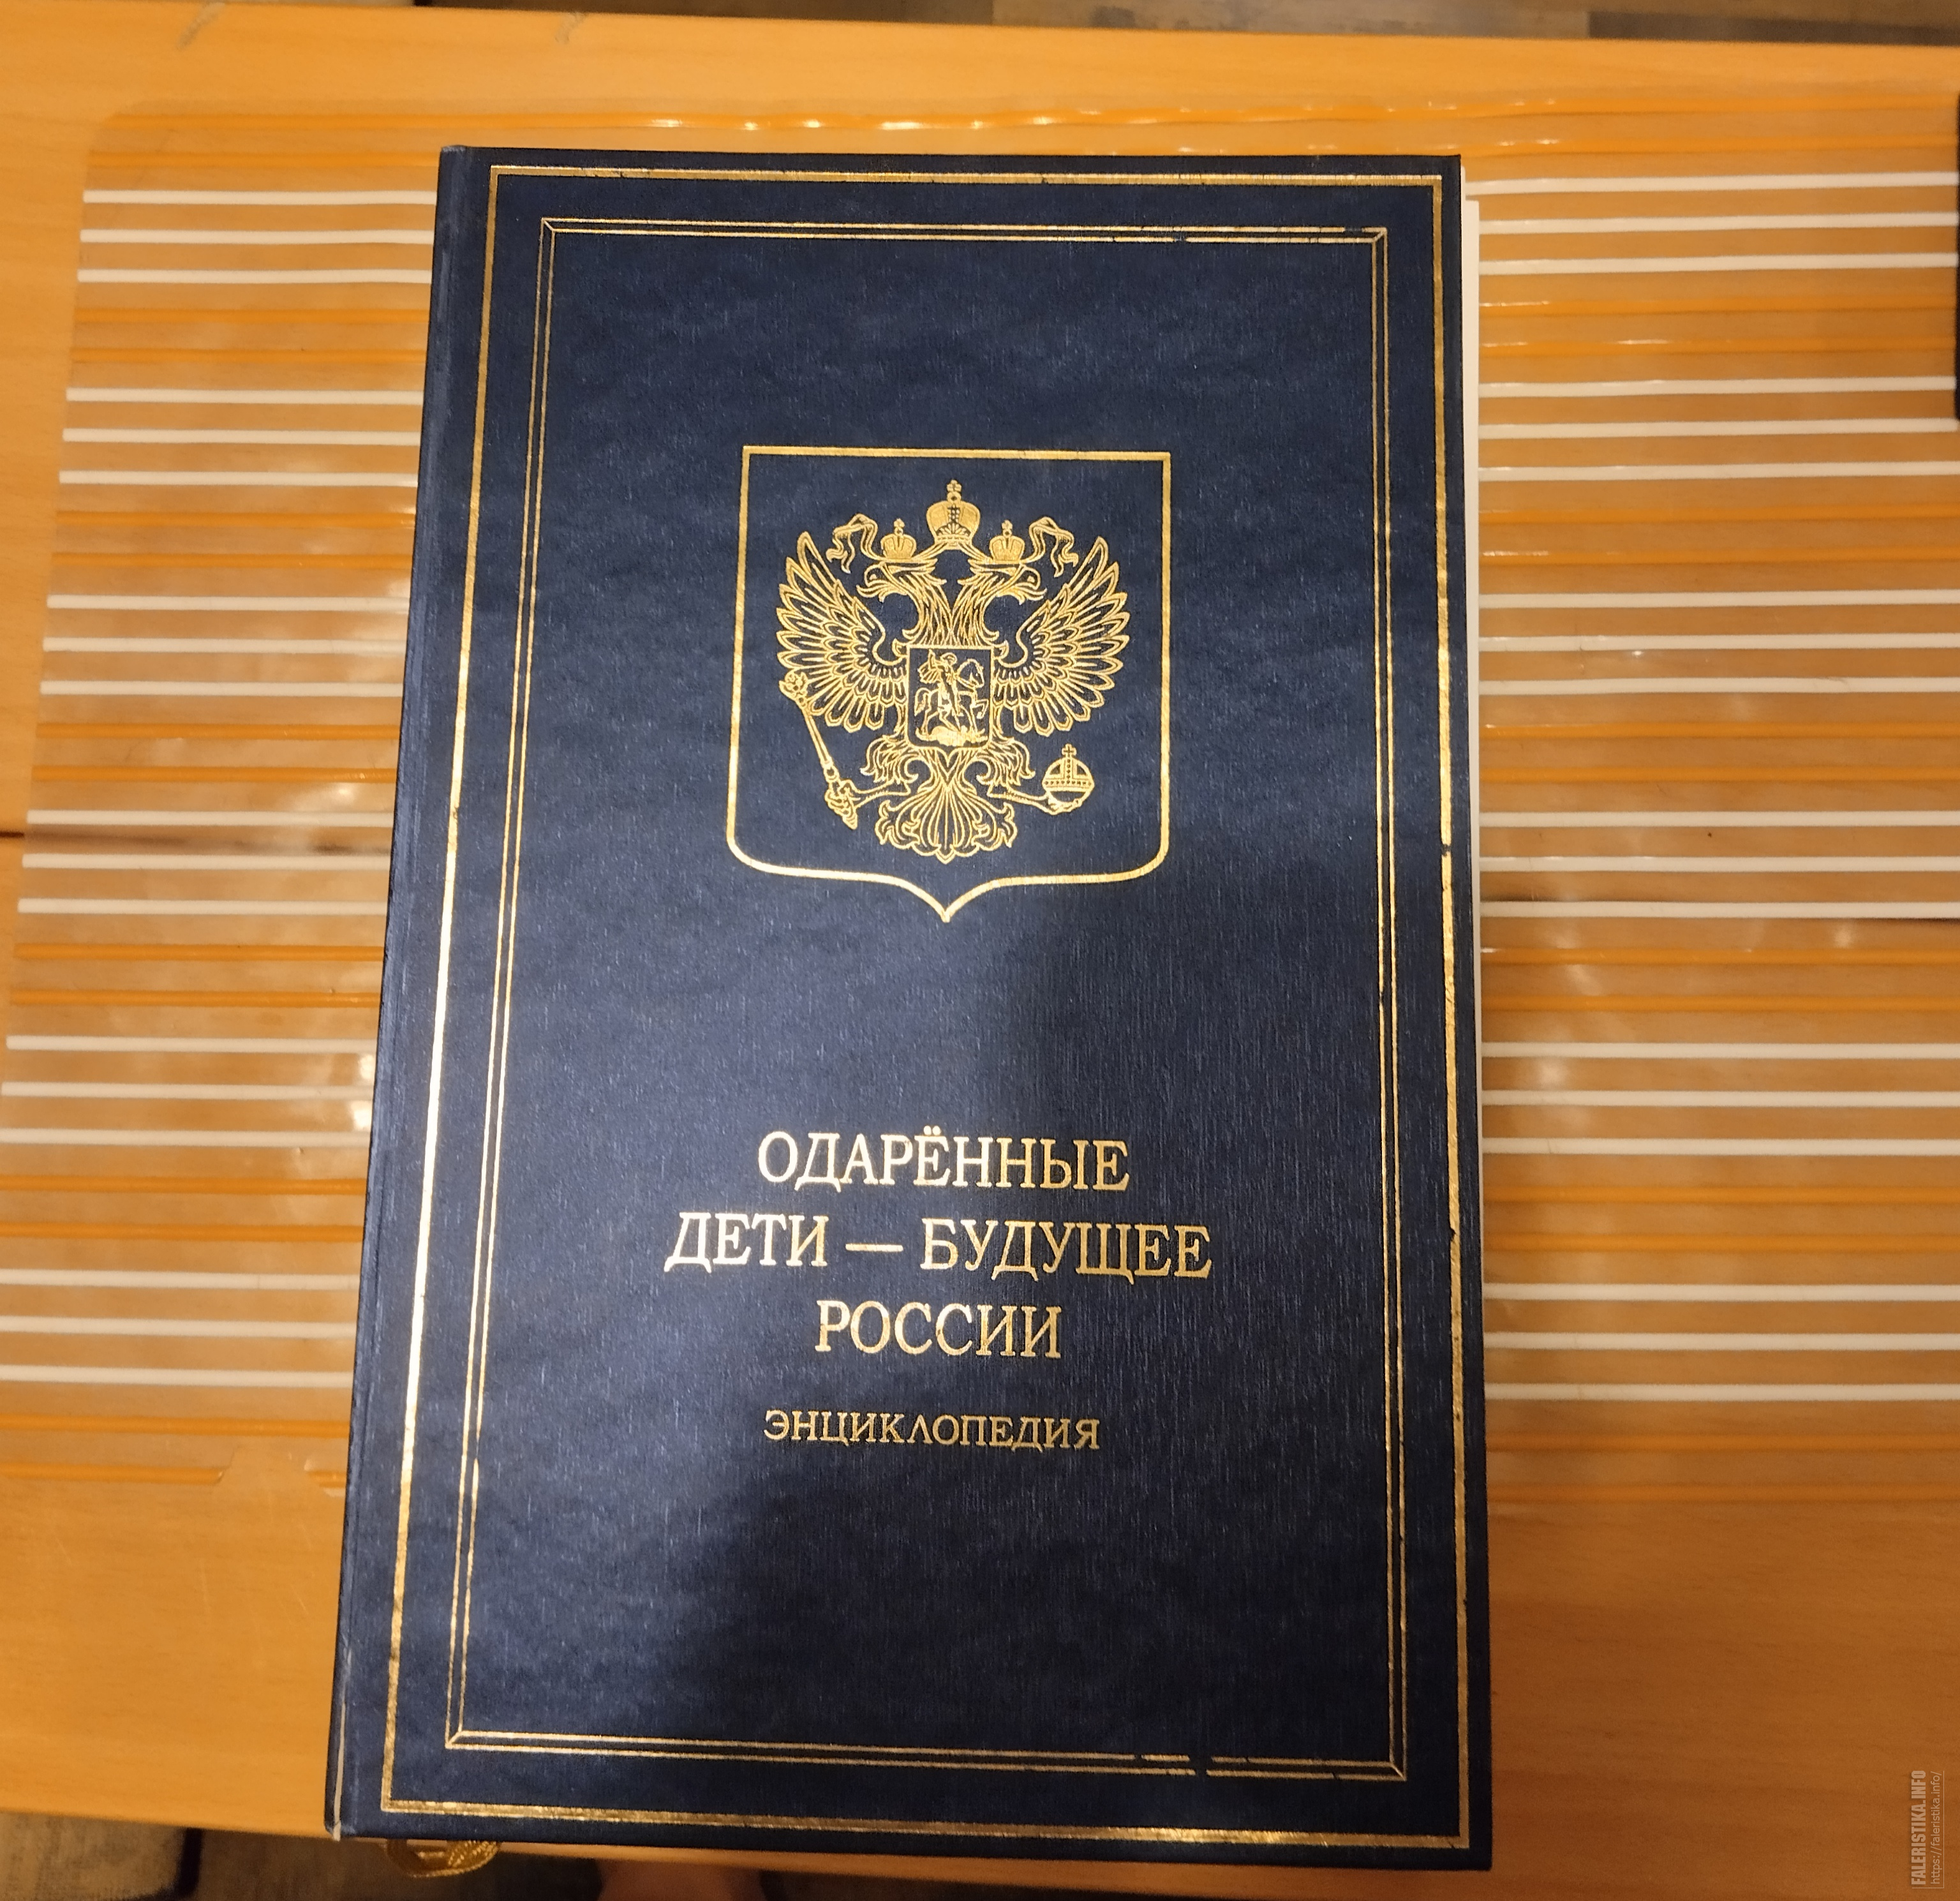 ОДАРЁННЫЕ
ДЕТИ — БУДУЩЕЕ
РОССИИ
ЭНЦИКЛОПЕДИЯ
FALERISTIKA.INFO
https://faleristika.info/